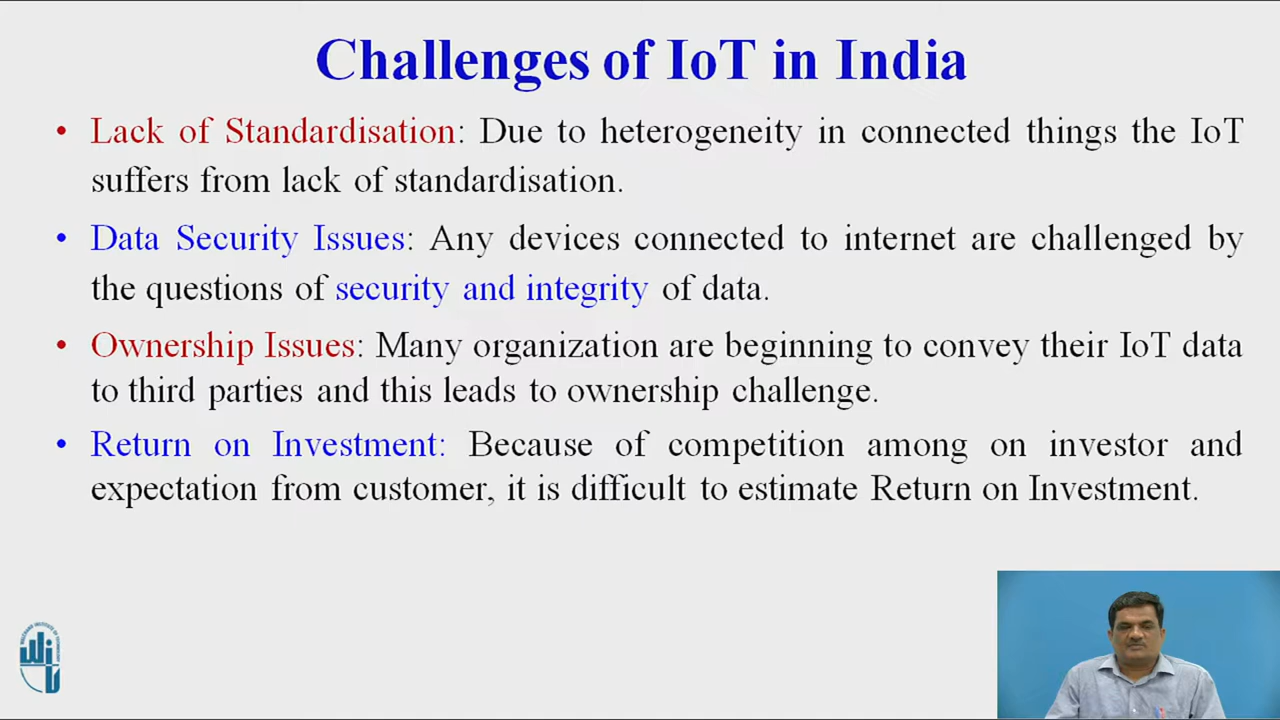 Challenges of IoT in India
• Lack of Standardisation: Due to heterogeneity in connected things the IoT
suffers from lack of standardisation.
• Data Security Issues: Any devices connected to internet are challenged by
the questions of security and integrity of data.
• Ownership Issues: Many organization are beginning to convey their IoT data
to third parties and this leads to ownership challenge.
• Return on Investment: Because of competition among on investor and
expectation from customer, it is difficult to estimate Return on Investment.